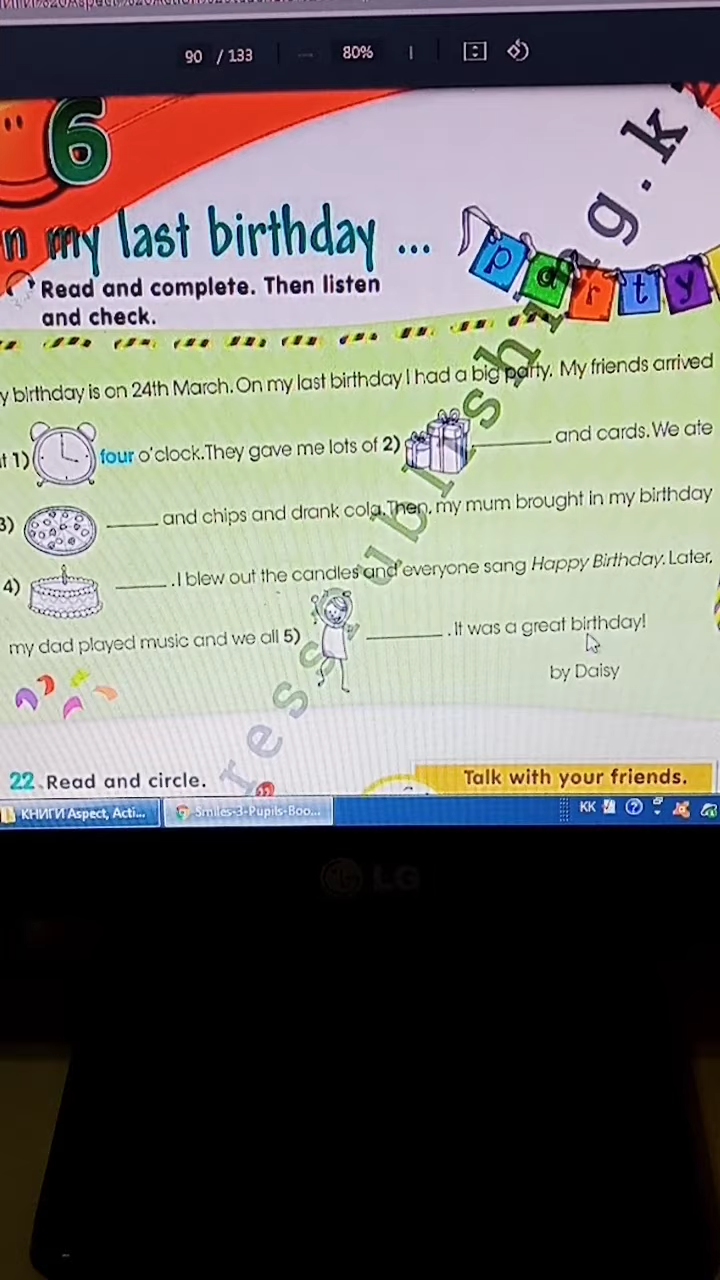 90 / 133 80%
6
n my last birthday ...
party
Read and complete. Then listen
and check.
y birthday is on 24th March. On my last birthday I had a big party. My friends arrived
t 1) four o'clock. They gave me lots of 2) ______ and cards. We ate
3) ______ and chips and drank cola. Then, my mum brought in my birthday
4) ______. I blew out the candles and everyone sang Happy Birthday. Later,
my dad played music and we all 5) ______. It was a great birthday!
by Daisy
resspublishing.k
22 Read and circle.
Talk with your friends.
КНИГИ Aspect, Acti... Smiles-3-Pupils-Boo... KK
LG